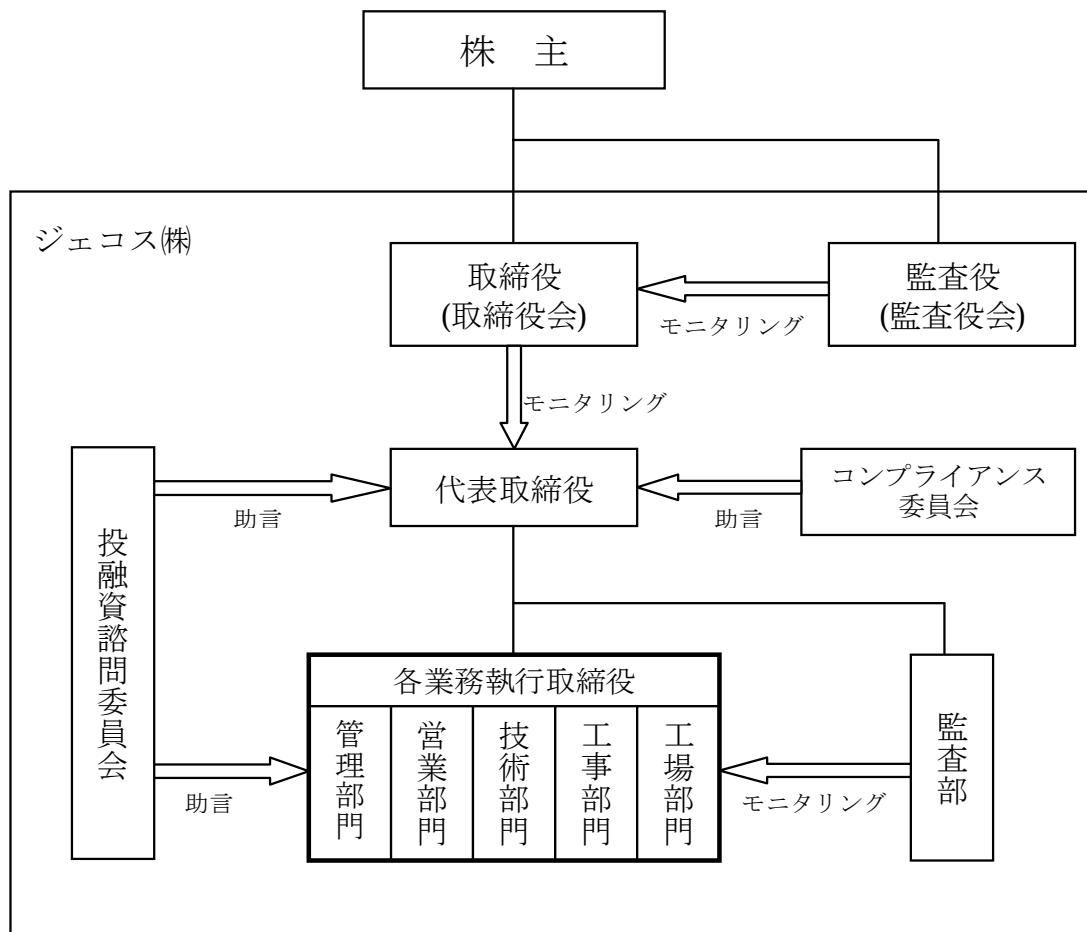 株　主
ジェコス㈱
取締役
(取締役会)
モニタリング
監査役
(監査役会)
モニタリング
代表取締役
助言
助言
コンプライアンス
委員会
投融資諮問委員会
各業務執行取締役
管理部門
営業部門
技術部門
工事部門
工場部門
助言
モニタリング
監査部